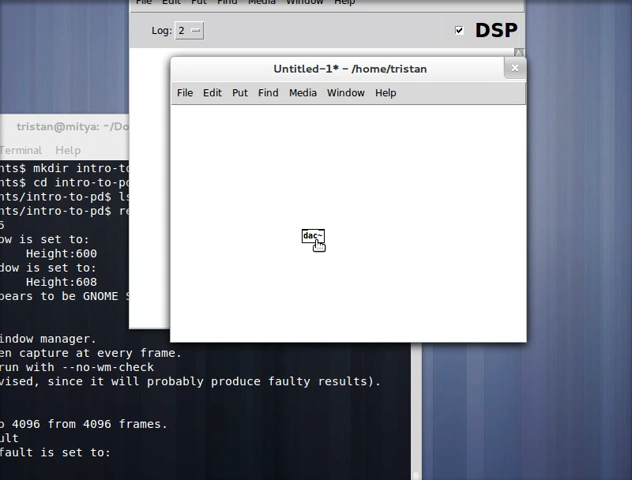 File Edit Put Find Media Window Help
Log: 2 DSP
Untitled-1* - /home/tristan
File Edit Put Find Media Window Help
dac~
tristan@mitya: ~/Do
Terminal Help
nts$ mkdir intro-to
nts$ cd intro-to-pd
nts/intro-to-pd$ ls
nts/intro-to-pd$ re
5
ow is set to:
Height:600
dow is set to:
Height:608
pears to be GNOME S
indow manager.
en capture at every frame.
run with --no-wm-check
vised, since it will probably produce faulty results).
o 4096 from 4096 frames.
ult
fault is set to: